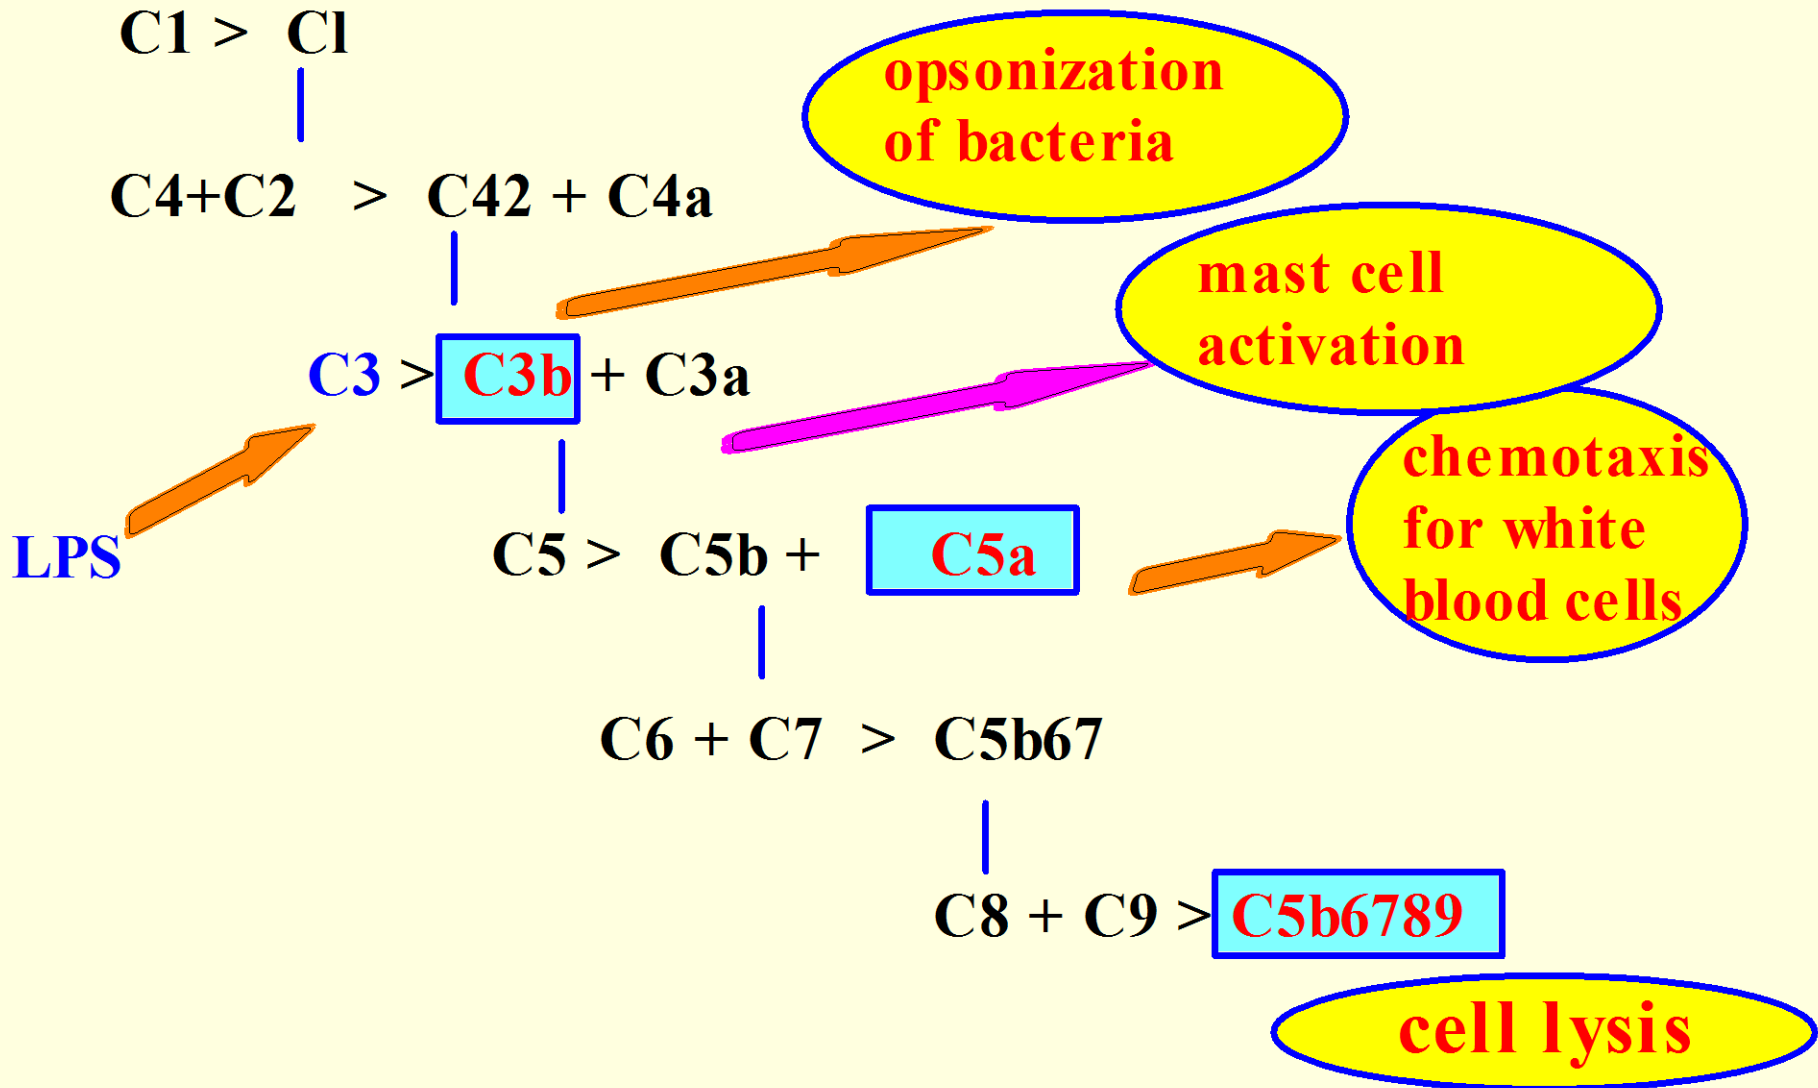 C1 > Cl
opsonization
of bacteria
C4+C2 > C42 + C4a
mast cell
activation
C3 > C3b + C3a
chemotaxis
for white
blood cells
LPS
C5 > C5b + C5a
C6 + C7 > C5b67
C8 + C9 > C5b6789
cell lysis